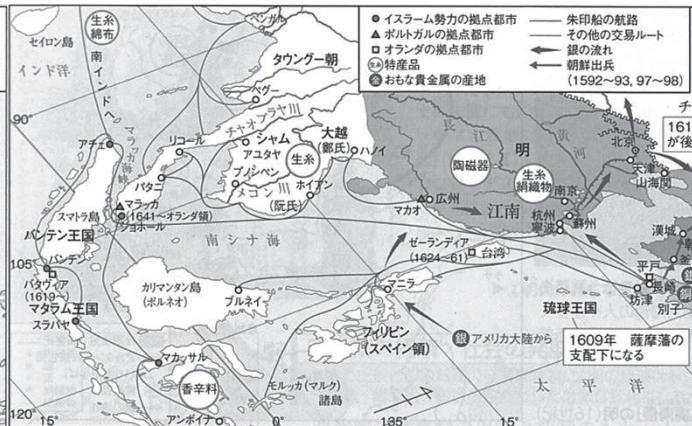 ● イスラーム勢力の拠点都市
▲ ポルトガルの拠点都市
□ オランダの拠点都市
生糸 特産品
金 おもな貴金属の産地
朱印船の航路
その他の交易ルート
銀の流れ
朝鮮出兵
(1592〜93, 97〜98)
ベンガル
生糸
綿布
セイロン島
インド洋
南インドへ
タウングー朝
ペグー
チャオプラヤ川
90°
アチェ
マラッカ海峡
リゴール
シャム
アユタヤ
大越
(鄭氏)
ハノイ
生糸
プノンペン
メコン川
ホイアン
(阮氏)
パタニ
マラッカ
(1641〜オランダ領)
ジョホール
スマトラ島
バンテン王国
105°
バンテン
バタヴィア
(1619〜)
マタラム王国
スラバヤ
南シナ海
カリマンタン島
(ボルネオ)
ブルネイ
マカッサル
香辛料
アンボイナ
モルッカ(マルク)
諸島
120°
15°
0°
135°
15°
長江
黄河
明
陶磁器
生糸
絹織物
北京
天津
山海関
南京
杭州
寧波
蘇州
江南
広州
マカオ
ゼーランディア
(1624〜61)
台湾
マニラ
フィリピン
(スペイン領)
銀 アメリカ大陸から
漢城
釜
平戸
長崎
坊津
別子
琉球王国
1609年 薩摩藩の
支配下になる
太平洋
チ
161
が後